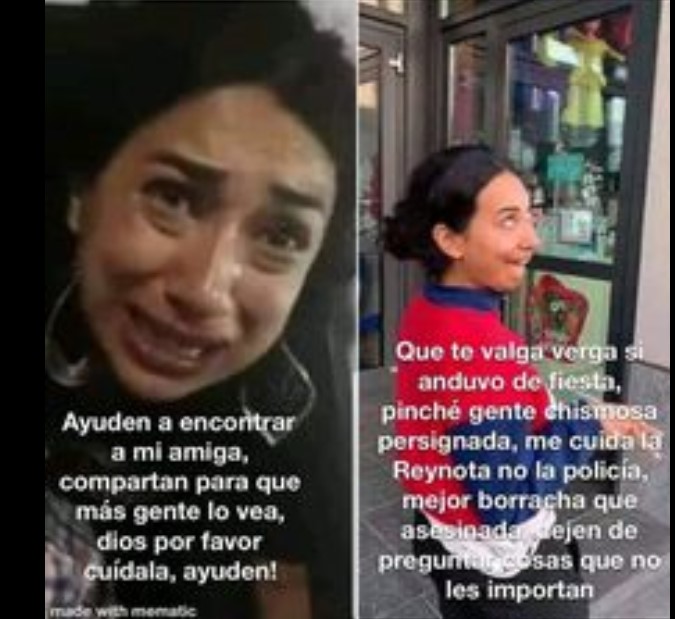 Ayuden a encontrar
a mi amiga,
compartan para que
más gente lo vea,
dios por favor
cuídala, ayuden!
made with mematic
Que te valga verga si
anduvo de fiesta,
pinché gente chismosa
persignada, me cuida la
Reynota no la policía,
mejor borracha que
asesinada, dejen de
preguntar cosas que no
les importan